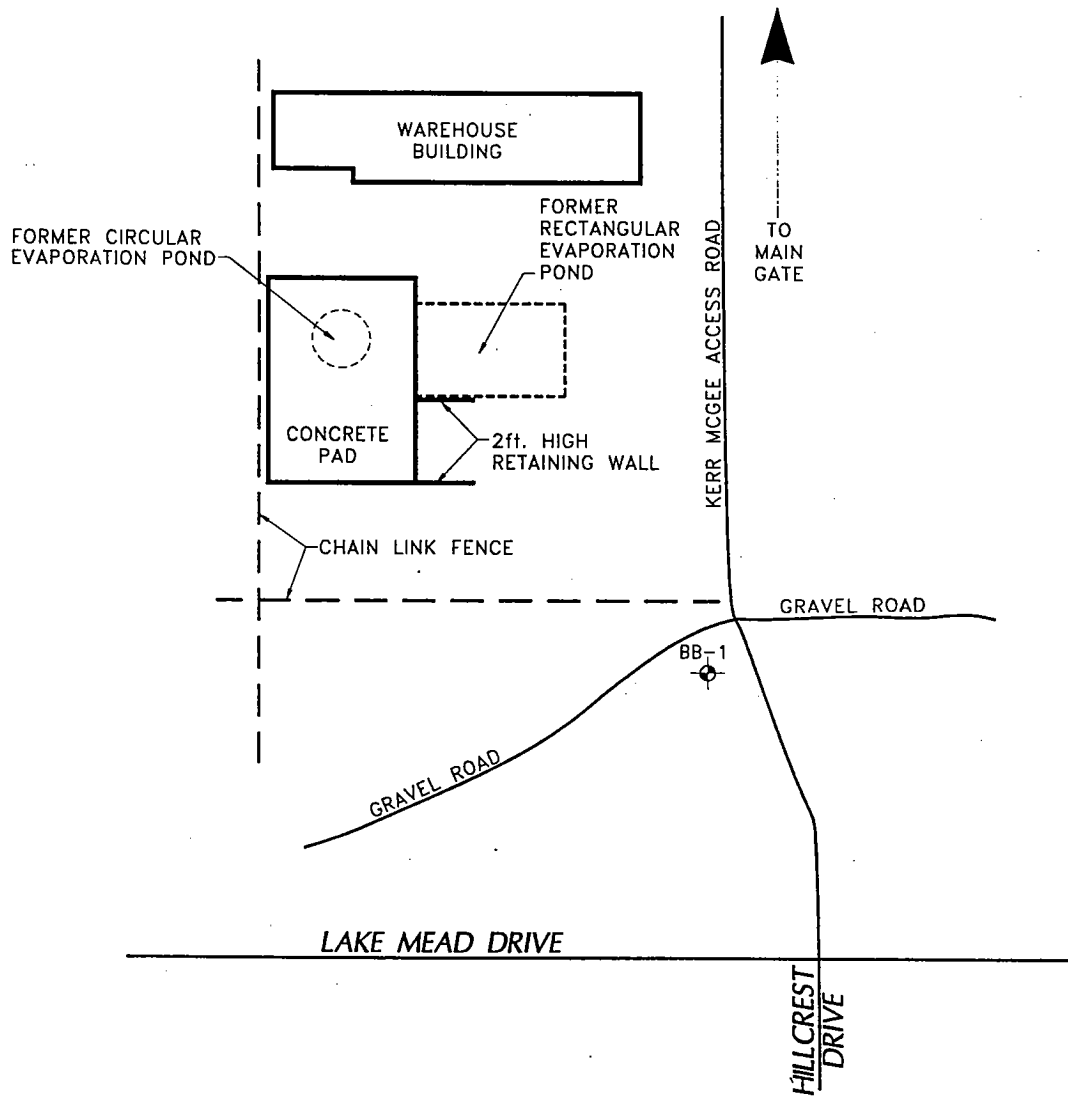 WAREHOUSE
BUILDING
FORMER CIRCULAR
EVAPORATION POND
FORMER
RECTANGULAR
EVAPORATION
POND
KERR MCGEE ACCESS ROAD
TO
MAIN
GATE
CONCRETE
PAD
2ft. HIGH
RETAINING WALL
CHAIN LINK FENCE
GRAVEL ROAD
BB-1
GRAVEL ROAD
LAKE MEAD DRIVE
HILLCREST
DRIVE